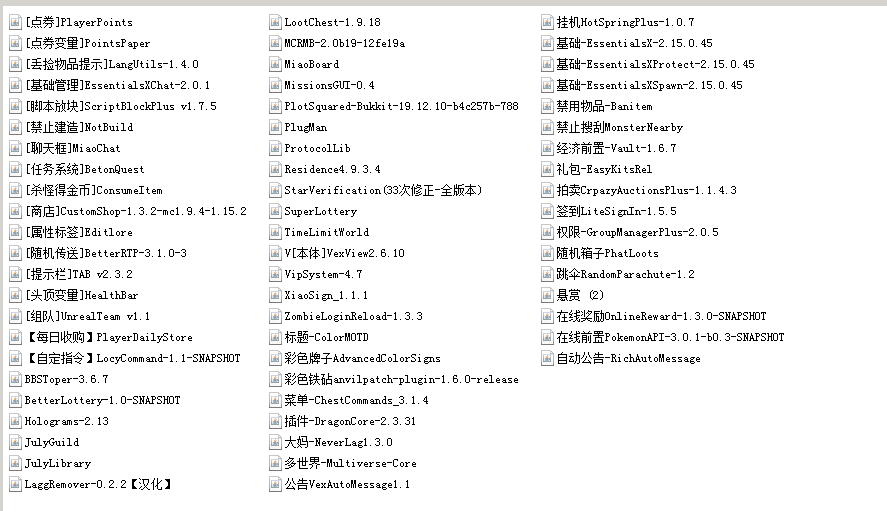 [点券]PlayerPoints
[点券变量]PointsPaper
[丢捡物品提示]LangUtils-1.4.0
[基础管理]EssentialsXChat-2.0.1
[脚本放块]ScriptBlockPlus v1.7.5
[禁止建造]NotBuild
[聊天框]MiaoChat
[任务系统]BetonQuest
[杀怪得金币]ConsumeItem
[商店]CustomShop-1.3.2-mc1.9.4-1.15.2
[属性标签]Editlore
[随机传送]BetterRTP-3.1.0-3
[提示栏]TAB v2.3.2
[头顶变量]HealthBar
[组队]UnrealTeam v1.1
【每日收购】PlayerDailyStore
【自定指令】LocyCommand-1.1-SNAPSHOT
BBSToper-3.6.7
BetterLottery-1.0-SNAPSHOT
Holograms-2.13
JulyGuild
JulyLibrary
LaggRemover-0.2.2【汉化】
LootChest-1.9.18
MCRMB-2.0b19-12fe19a
MiaoBoard
MissionsGUI-0.4
PlotSquared-Bukkit-19.12.10-b4c257b-788
PlugMan
ProtocolLib
Residence4.9.3.4
StarVerification(33次修正-全版本)
SuperLottery
TimeLimitWorld
V[本体]VexView2.6.10
VipSystem-4.7
XiaoSign_1.1.1
ZombieLoginReload-1.3.3
标题-ColorMOTD
彩色牌子AdvancedColorSigns
彩色铁砧anvilpatch-plugin-1.6.0-release
菜单-ChestCommands_3.1.4
插件-DragonCore-2.3.31
大妈-NeverLag1.3.0
多世界-Multiverse-Core
公告VexAutoMessage1.1
挂机HotSpringPlus-1.0.7
基础-EssentialsX-2.15.0.45
基础-EssentialsXProtect-2.15.0.45
基础-EssentialsXSpawn-2.15.0.45
禁用物品-Banitem
禁止搜刮MonsterNearby
经济前置-Vault-1.6.7
礼包-EasyKitsRel
拍卖CrpazyAuctionsPlus-1.1.4.3
签到LiteSignIn-1.5.5
权限-GroupManagerPlus-2.0.5
随机箱子PhatLoots
跳伞RandomParachute-1.2
悬赏 (2)
在线奖励OnlineReward-1.3.0-SNAPSHOT
在线前置PokemonAPI-3.0.1-b0.3-SNAPSHOT
自动公告-RichAutoMessage